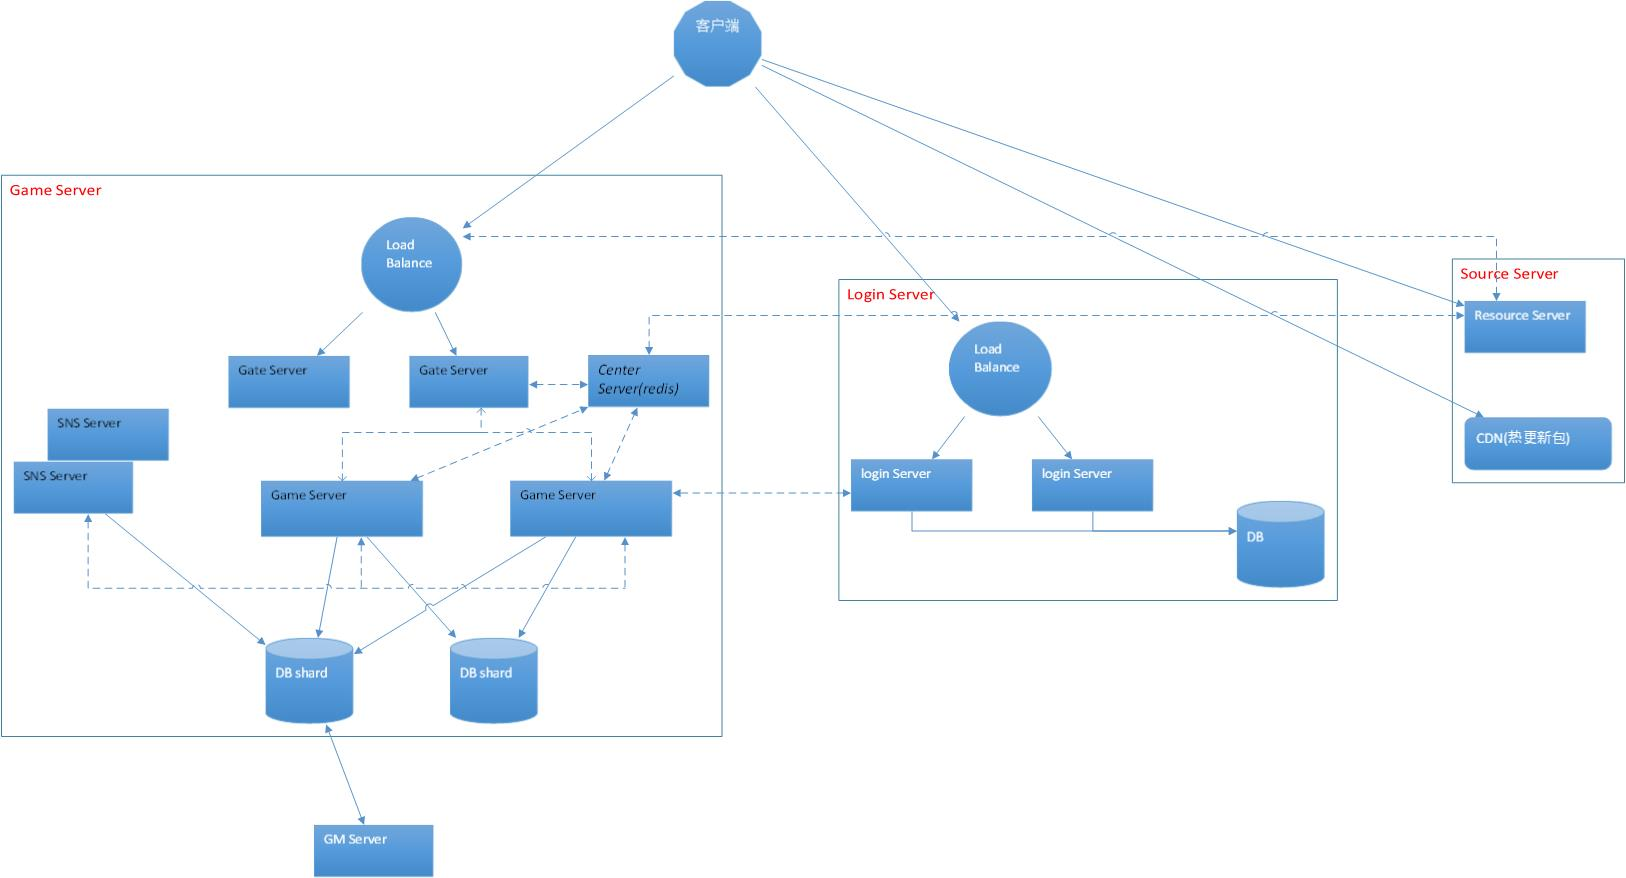 客户端
Game Server
Load
Balance
Source Server
Login Server
Resource Server
Load
Balance
Gate Server
Gate Server
Center
Server(redis)
SNS Server
CDN(热更新包)
SNS Server
login Server
login Server
Game Server
Game Server
DB
DB shard
DB shard
GM Server